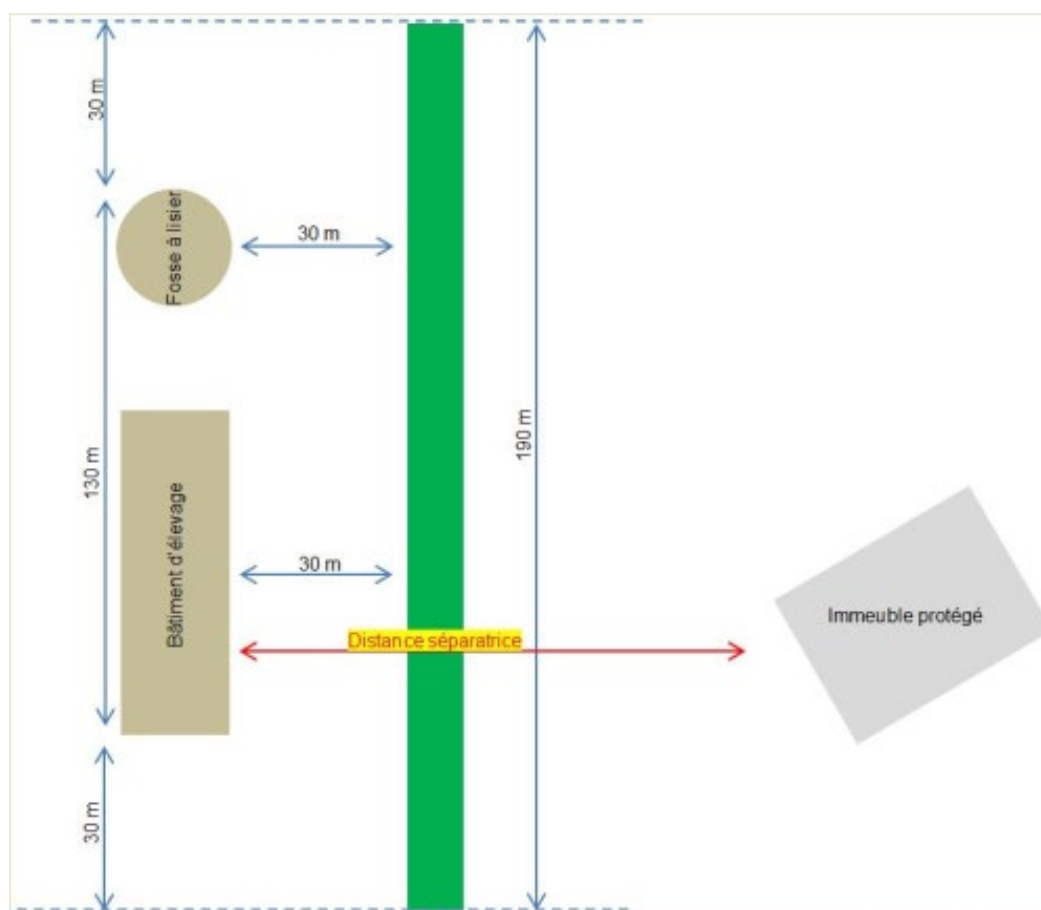 30 m
Fosse à lisier
30 m
130 m
190 m
Bâtiment d'élevage
30 m
Immeuble protégé
Distance séparatrice
30 m